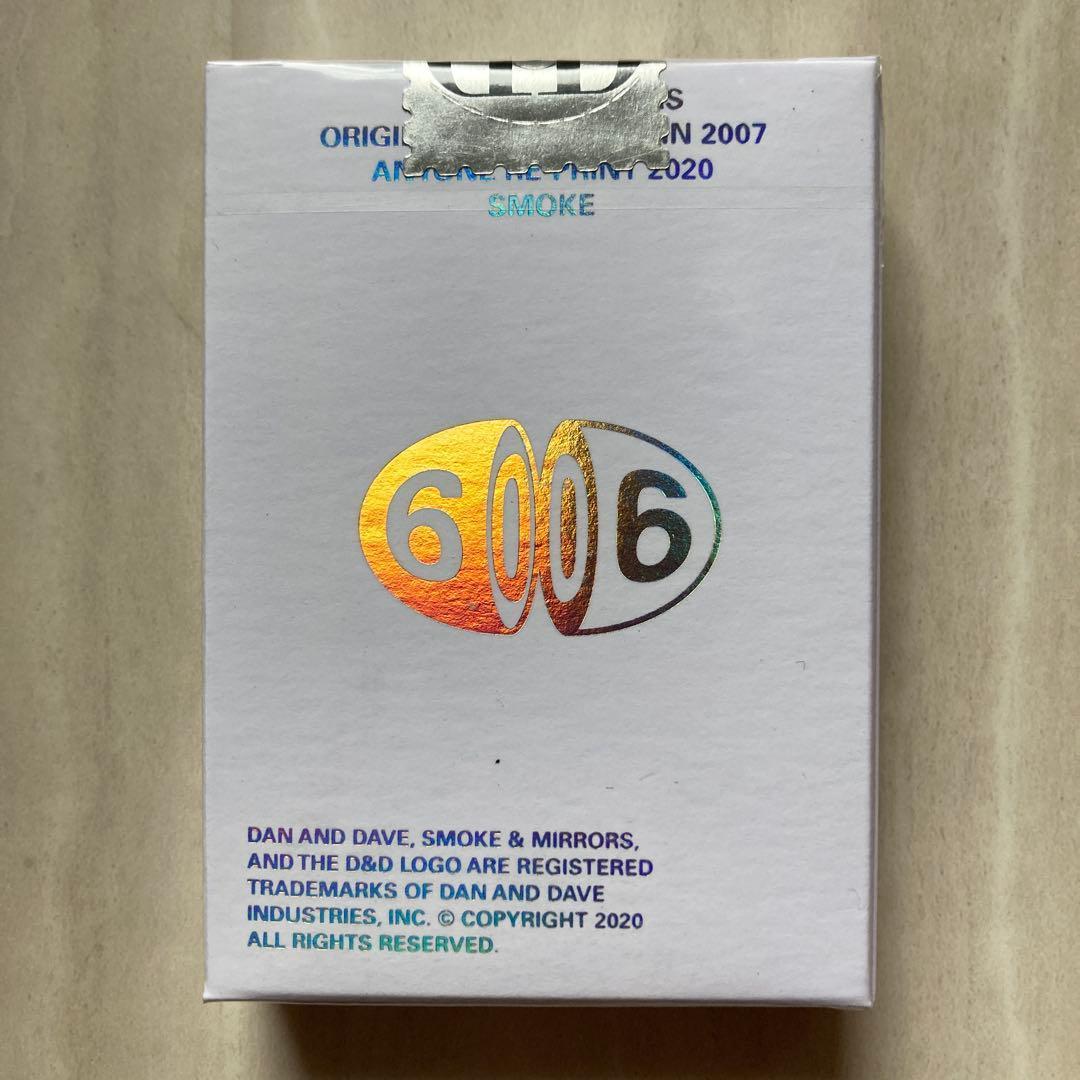 IN 2007
2020
SMOKE
6006
DAN AND DAVE, SMOKE & MIRRORS,
AND THE D&D LOGO ARE REGISTERED
TRADEMARKS OF DAN AND DAVE
INDUSTRIES, INC. © COPYRIGHT 2020
ALL RIGHTS RESERVED.